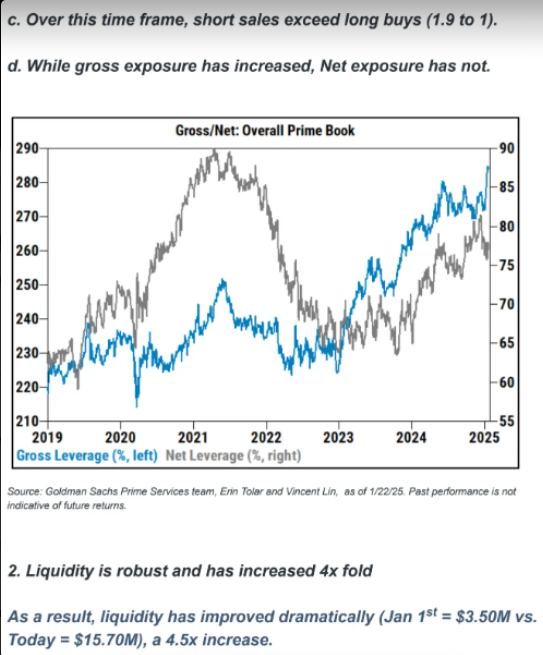 c. Over this time frame, short sales exceed long buys (1.9 to 1).
d. While gross exposure has increased, Net exposure has not.
Gross/Net: Overall Prime Book
290 90
280 85
270 80
260 75
250 70
240 65
230 60
220 55
210
2019 2020 2021 2022 2023 2024 2025
Gross Leverage (%, left) Net Leverage (%, right)
Source: Goldman Sachs Prime Services team, Erin Tolar and Vincent Lin, as of 1/22/25. Past performance is not
indicative of future returns.
2. Liquidity is robust and has increased 4x fold
As a result, liquidity has improved dramatically (Jan 1st = $3.50M vs.
Today = $15.70M), a 4.5x increase.